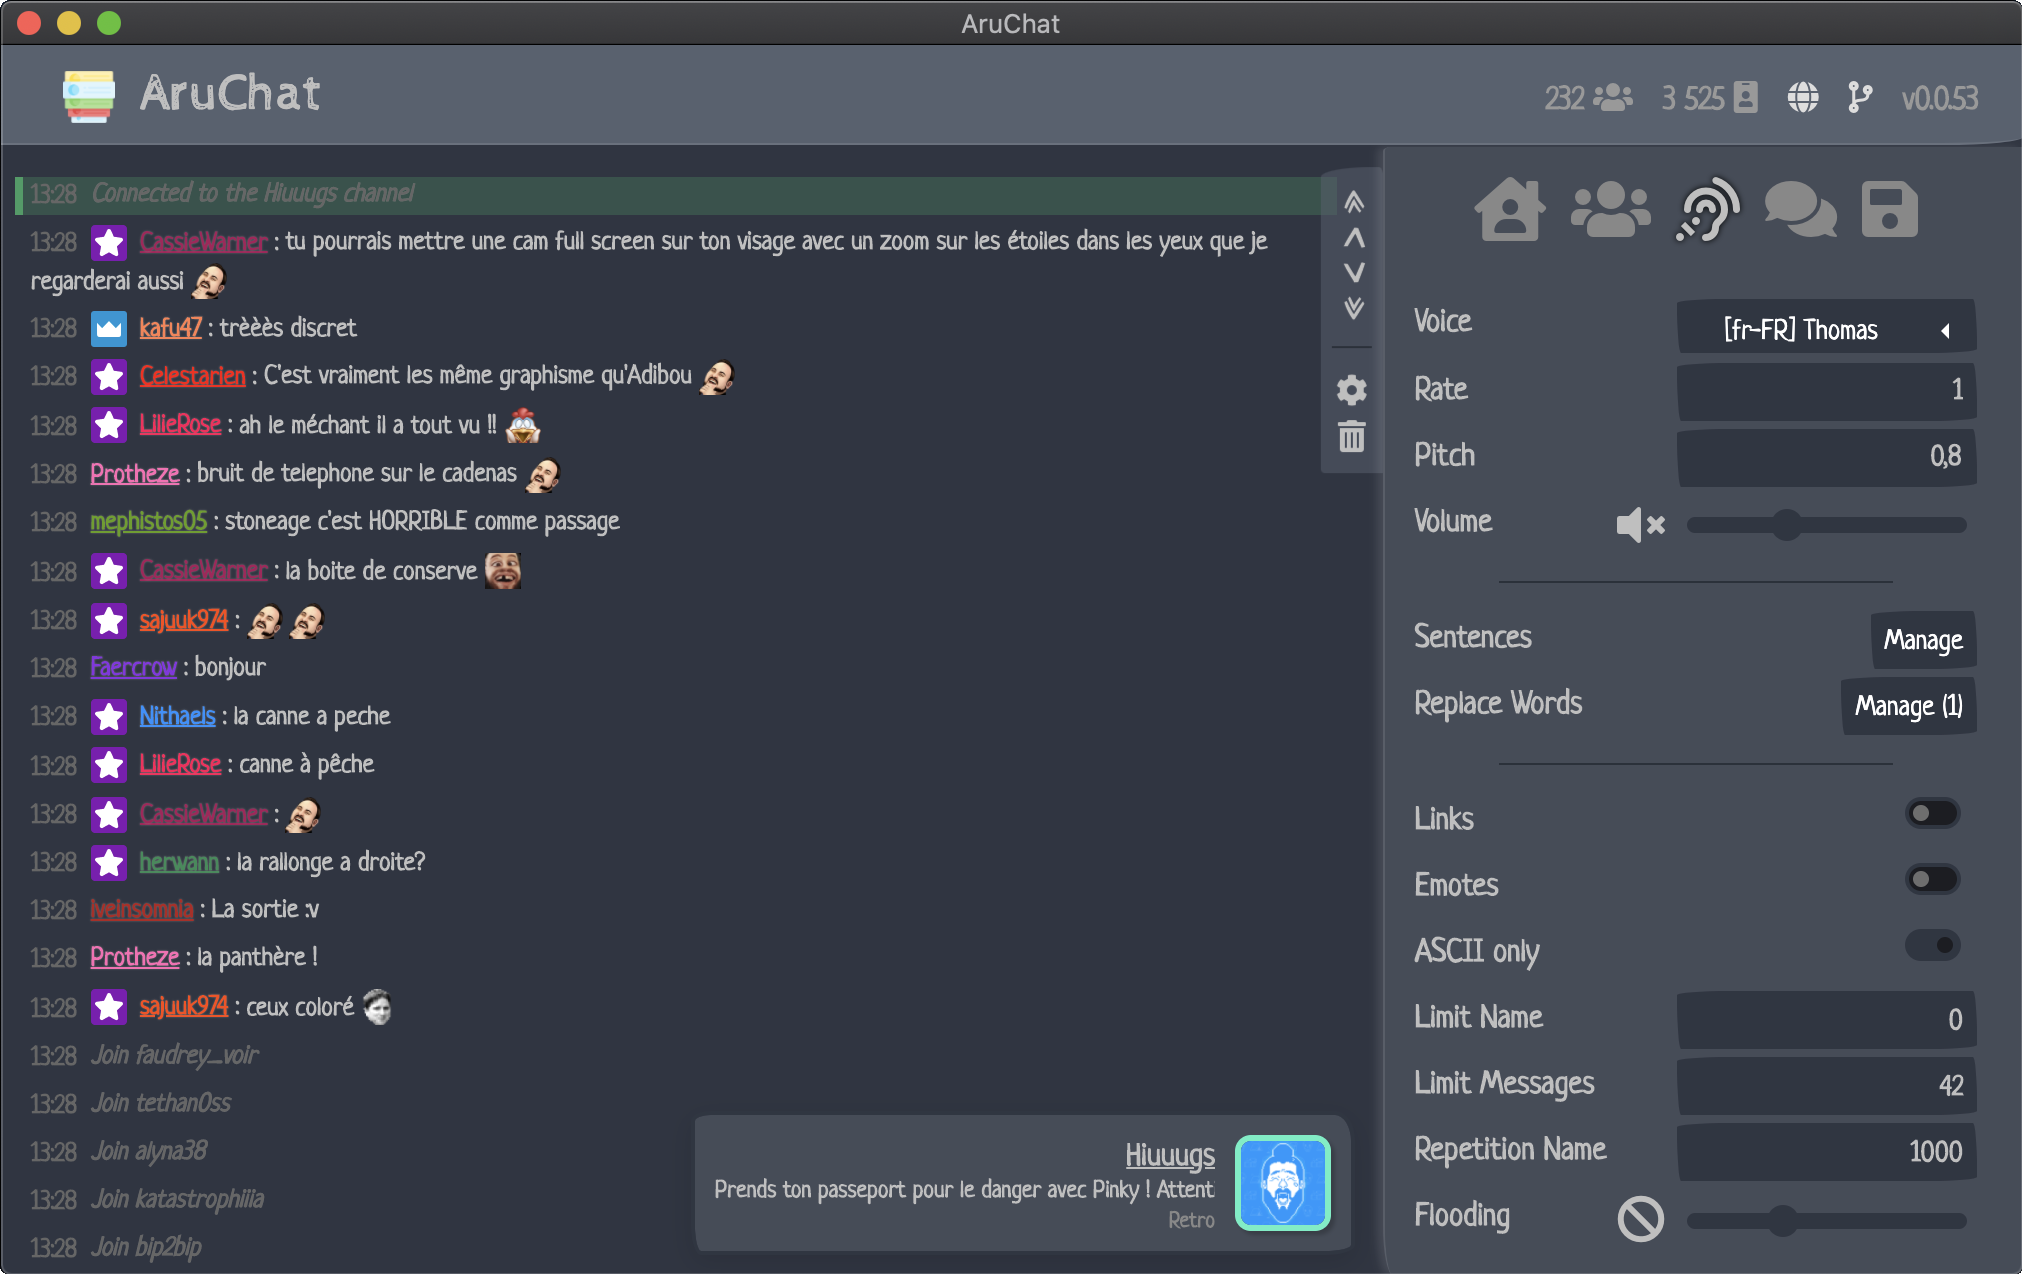 AruChat
AruChat
232 3 525 v0.0.53
13:28 Connected to the Hiuuugs channel
13:28 CassieWarner : tu pourrais mettre une cam full screen sur ton visage avec un zoom sur les étoiles dans les yeux que je
regarderai aussi
13:28 kafu47 : trèèès discret
13:28 Celestarien : C'est vraiment les même graphisme qu'Adibou
13:28 LilieRose : ah le méchant il a tout vu !!
13:28 Protheze : bruit de telephone sur le cadenas
13:28 mephistos05 : stoneage c'est HORRIBLE comme passage
13:28 CassieWarner : la boite de conserve
13:28 sajuuk974 :
13:28 Faercrow : bonjour
13:28 Nithaels : la canne a peche
13:28 LilieRose : canne à pêche
13:28 CassieWarner :
13:28 herwann : la rallonge a droite?
13:28 iveinsomnia : La sortie :v
13:28 Protheze : la panthère !
13:28 sajuuk974 : ceux coloré
13:28 Join faudrey_voir
13:28 Join tethan0ss
13:28 Join alyna38
13:28 Join katastrophiiia
13:28 Join bip2bip
Hiuuugs
Prends ton passeport pour le danger avec Pinky ! Attenti
Retro
Voice [fr-FR] Thomas
Rate 1
Pitch 0,8
Volume
Sentences Manage
Replace Words Manage (1)
Links
Emotes
ASCII only
Limit Name 0
Limit Messages 42
Repetition Name 1000
Flooding